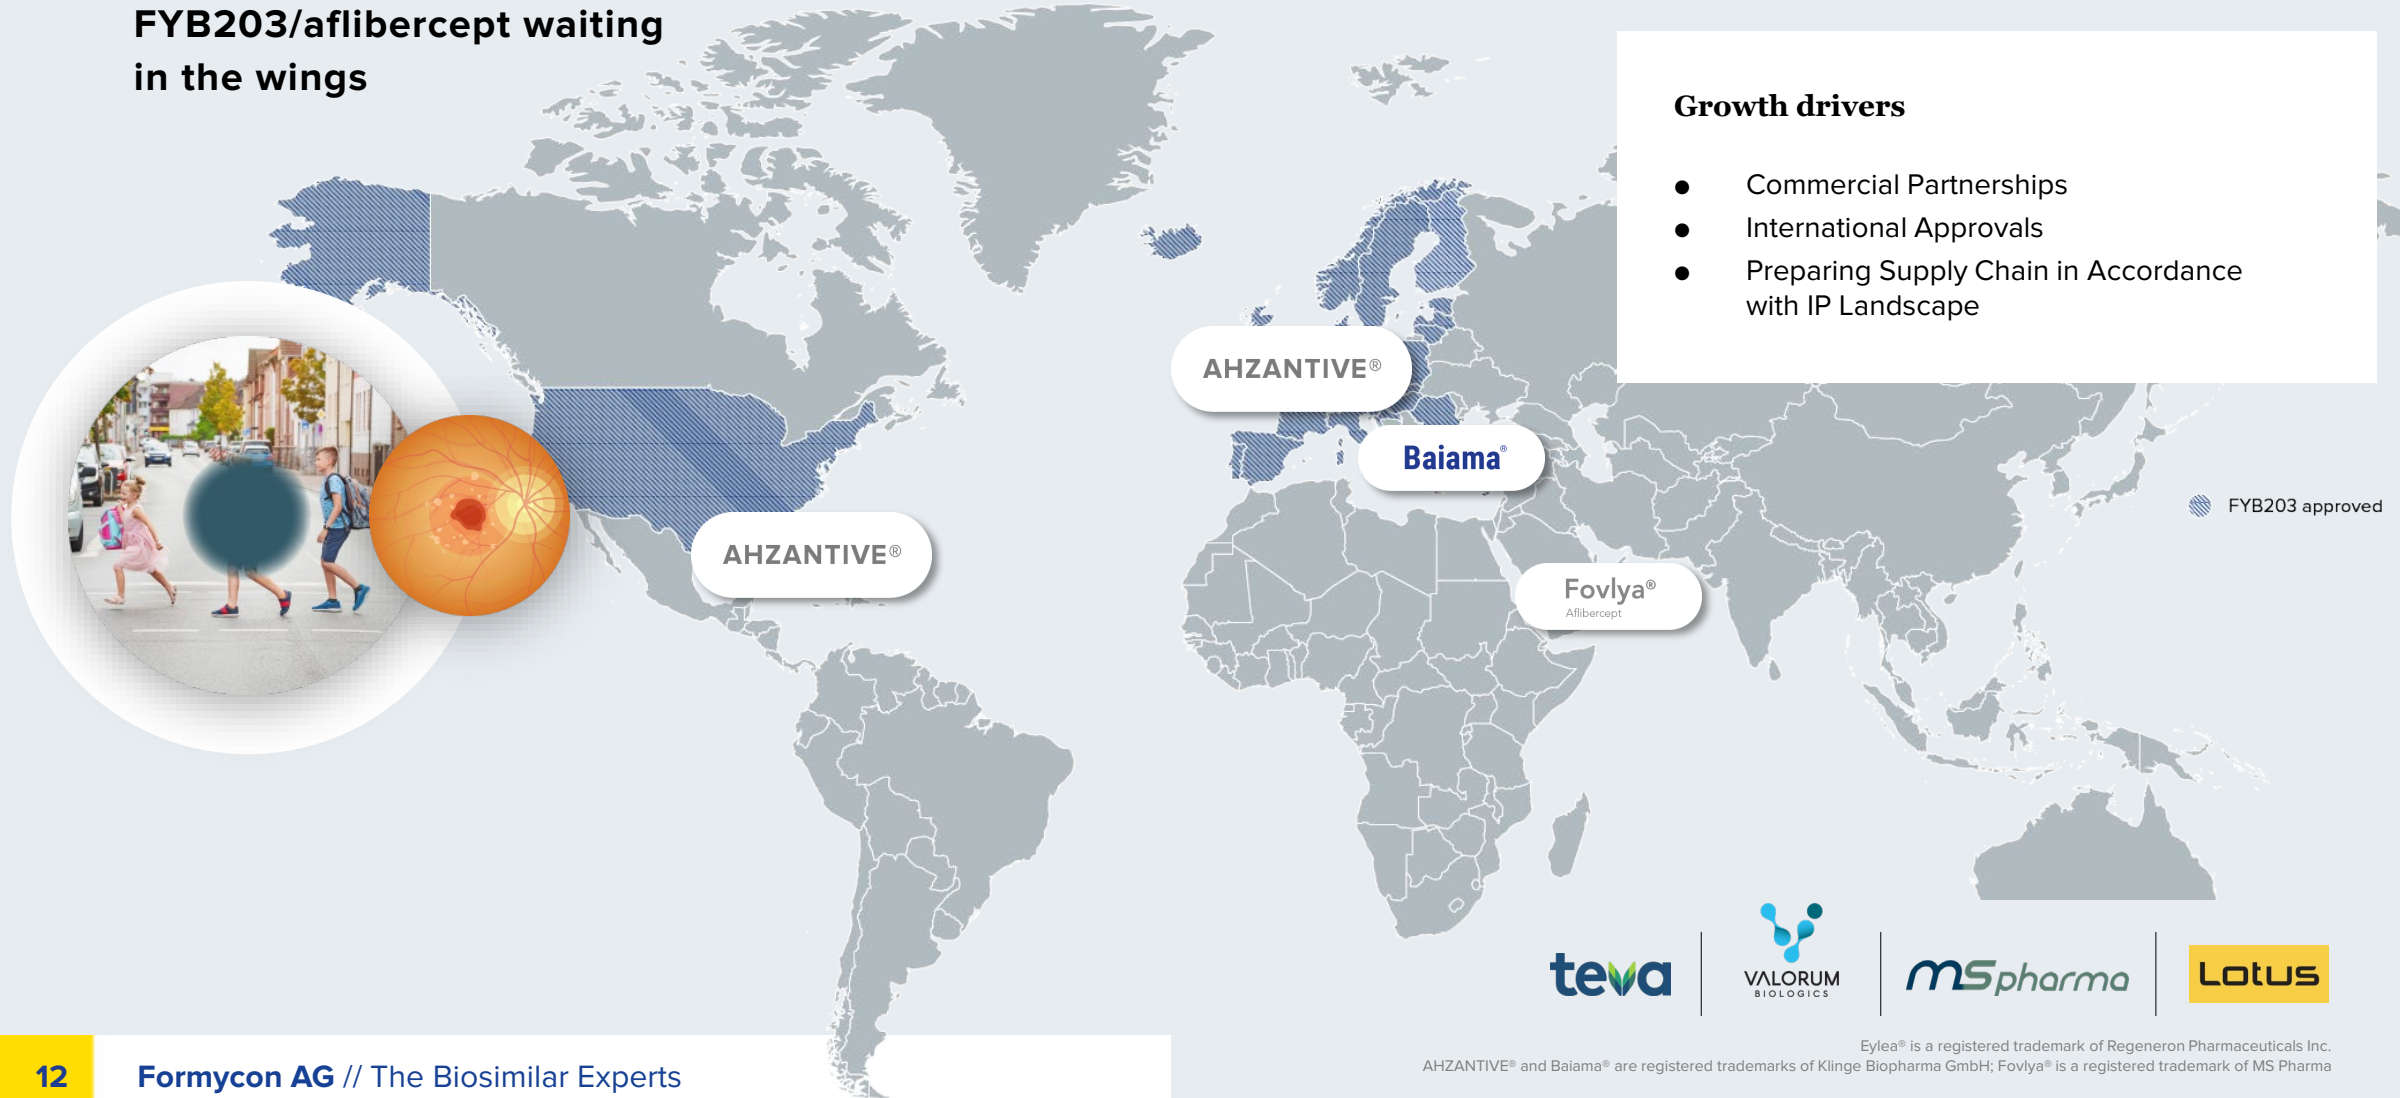 FYB203/aflibercept waiting
in the wings
Growth drivers
● Commercial Partnerships
● International Approvals
● Preparing Supply Chain in Accordance
with IP Landscape
AHZANTIVE®
Baiama®
FYB203 approved
AHZANTIVE®
Fovlya®
Aflibercept
teva
VALORUM
BIOLOGICS
MSpharma
Lotus
Eylea® is a registered trademark of Regeneron Pharmaceuticals Inc.
AHZANTIVE® and Baiama® are registered trademarks of Klinge Biopharma GmbH; Fovlya® is a registered trademark of MS Pharma
12
Formycon AG // The Biosimilar Experts